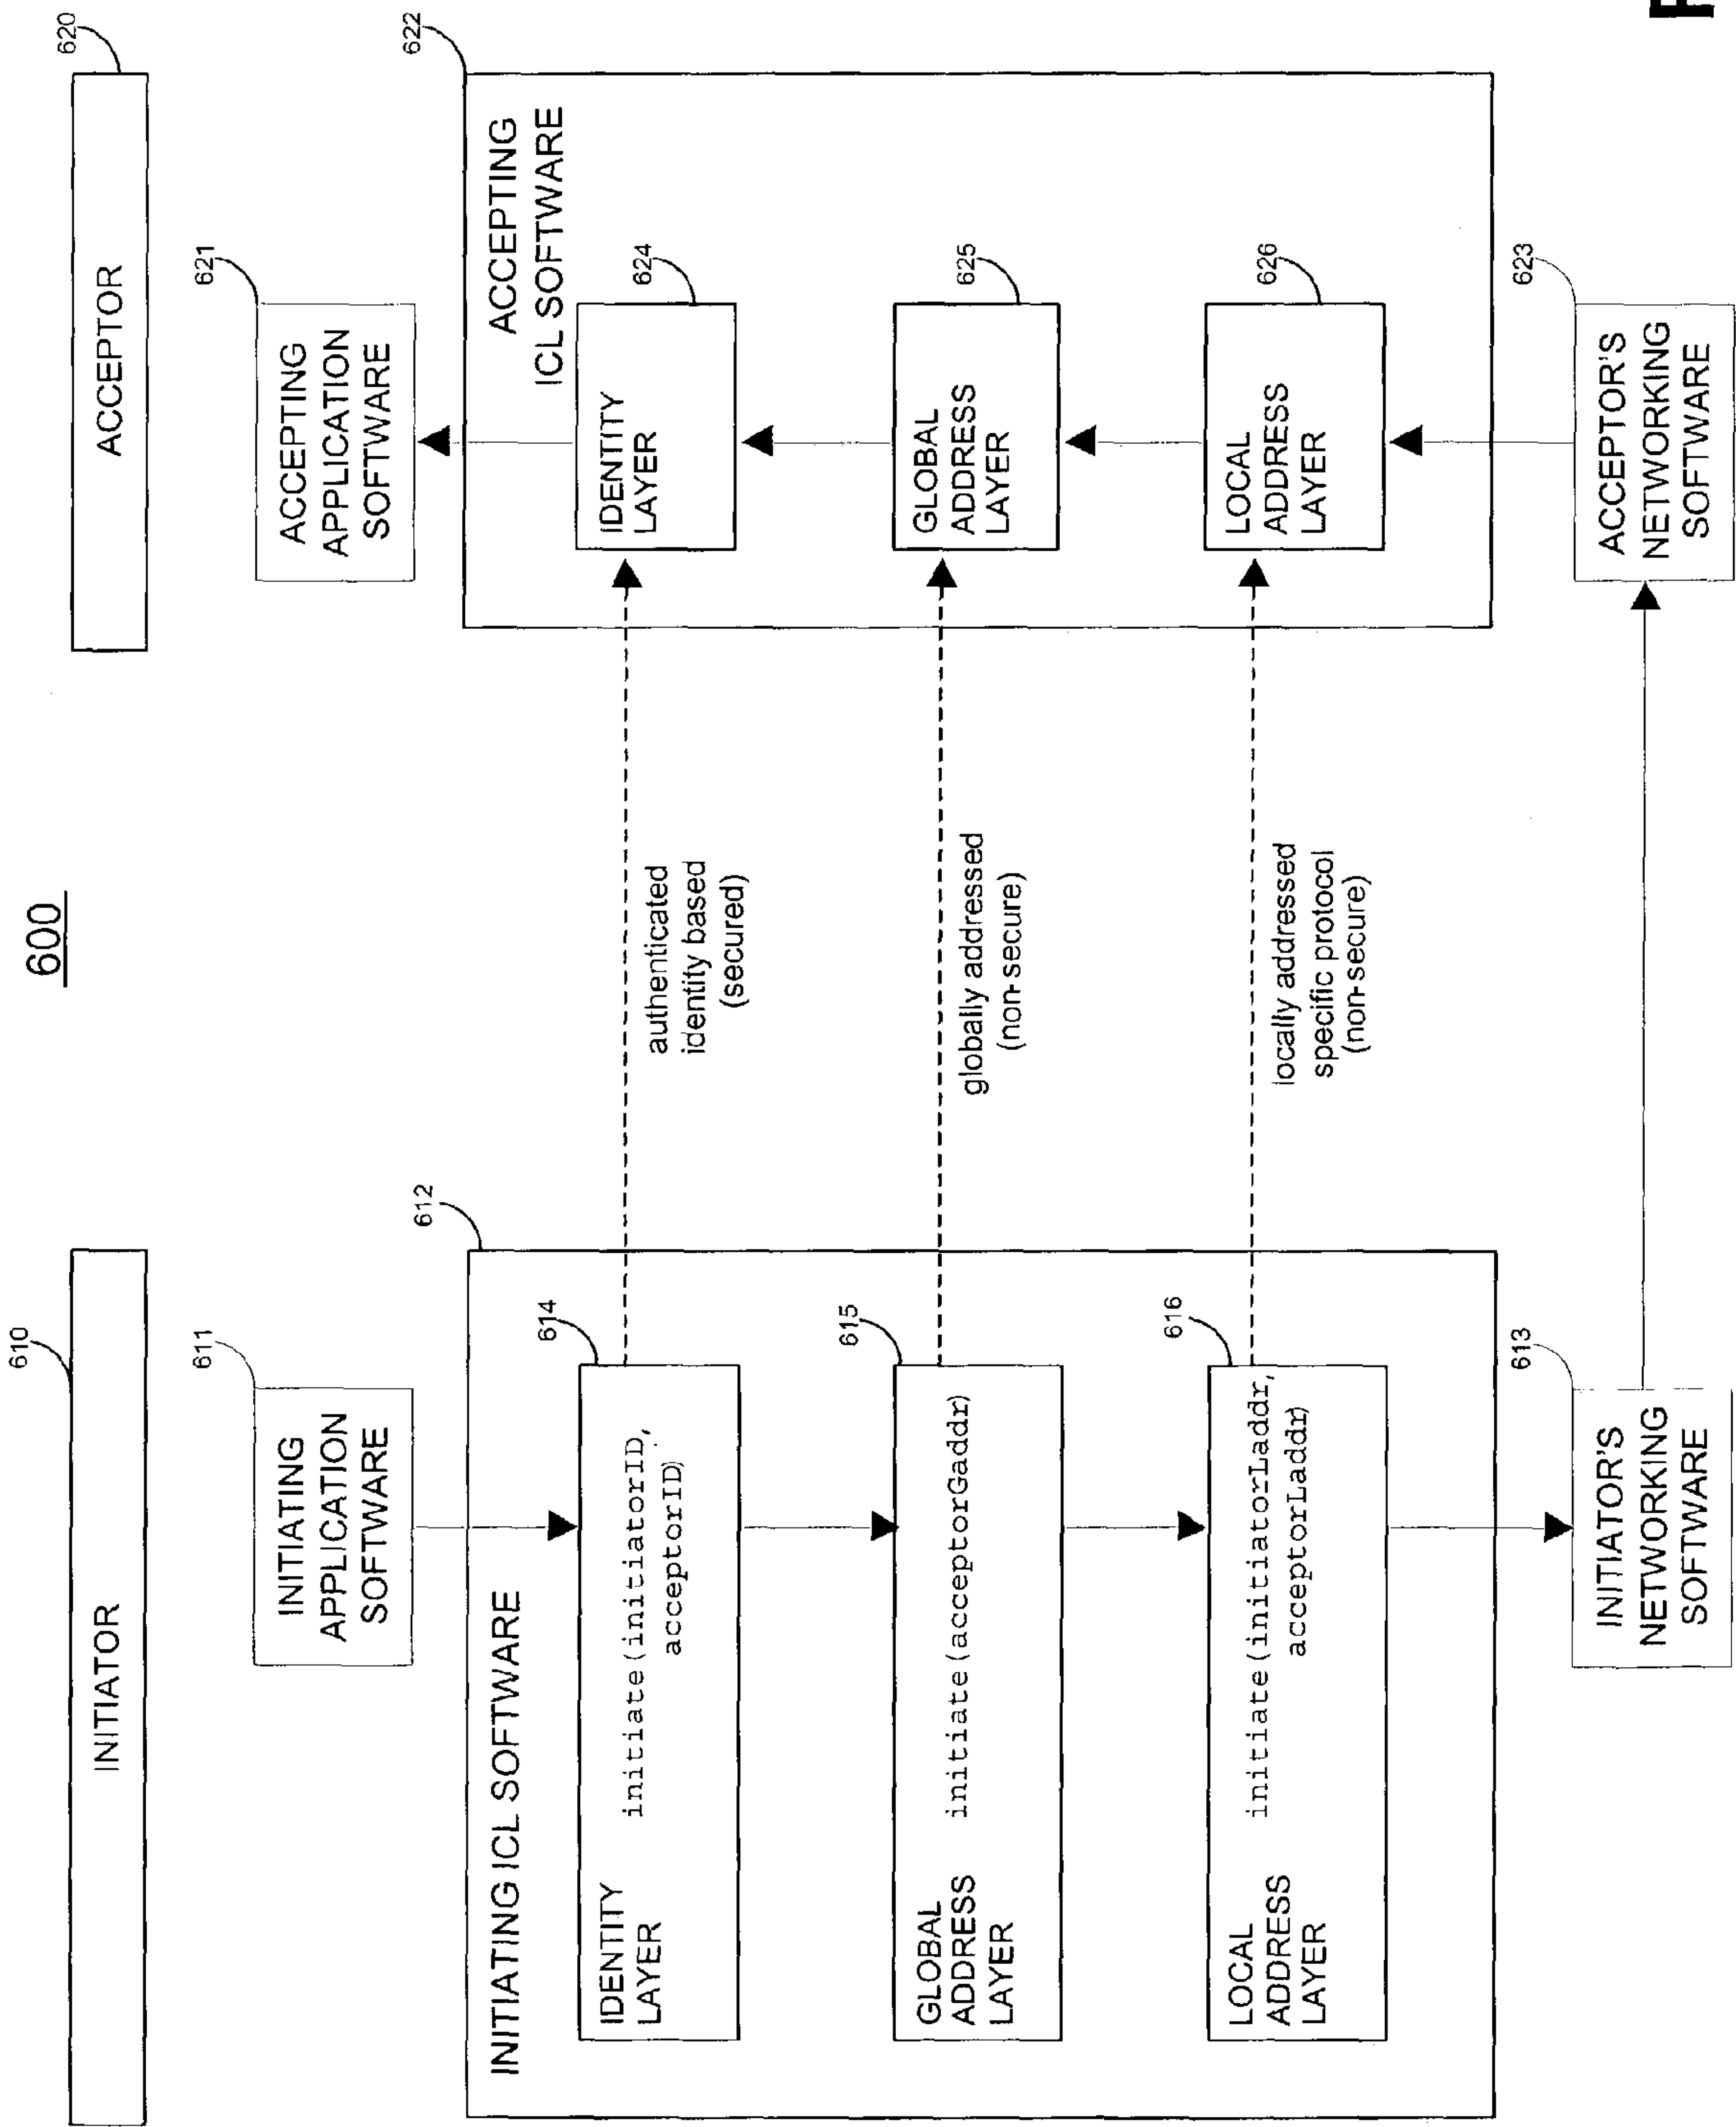 600
610
INITIATOR
620
ACCEPTOR
611
INITIATING
APPLICATION
SOFTWARE
621
ACCEPTING
APPLICATION
SOFTWARE
612
INITIATING ICL SOFTWARE
622
ACCEPTING
ICL SOFTWARE
614
IDENTITY
LAYER
initiate(initiatorID,
acceptorID)
authenticated
identity based
(secured)
624
IDENTITY
LAYER
615
GLOBAL
ADDRESS
LAYER
initiate(acceptorGaddr)
globally addressed
(non-secure)
625
GLOBAL
ADDRESS
LAYER
616
LOCAL
ADDRESS
LAYER
initiate(initiatorLaddr,
acceptorLaddr)
locally addressed
specific protocol
(non-secure)
626
LOCAL
ADDRESS
LAYER
613
INITIATOR'S
NETWORKING
SOFTWARE
623
ACCEPTOR'S
NETWORKING
SOFTWARE